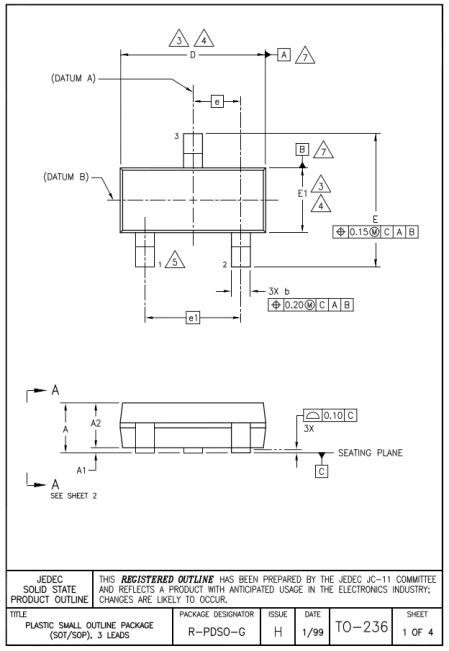 3 4
D
A 7
(DATUM A)
e
3
B 7
(DATUM B)
3
E1
4
E
⌖ 0.15 Ⓜ C A B
1 5
2
3X b
⌖ 0.20 Ⓜ C A B
e1
A
A
A2
⌓ 0.10 C
3X
SEATING PLANE
A1
C
A
SEE SHEET 2
JEDEC
SOLID STATE
PRODUCT OUTLINE
THIS REGISTERED OUTLINE HAS BEEN PREPARED BY THE JEDEC JC-11 COMMITTEE
AND REFLECTS A PRODUCT WITH ANTICIPATED USAGE IN THE ELECTRONICS INDUSTRY;
CHANGES ARE LIKELY TO OCCUR.
TITLE
PLASTIC SMALL OUTLINE PACKAGE
(SOT/SOP), 3 LEADS
PACKAGE DESIGNATOR
R-PDSO-G
ISSUE
H
DATE
1/99
TO-236
SHEET
1 OF 4